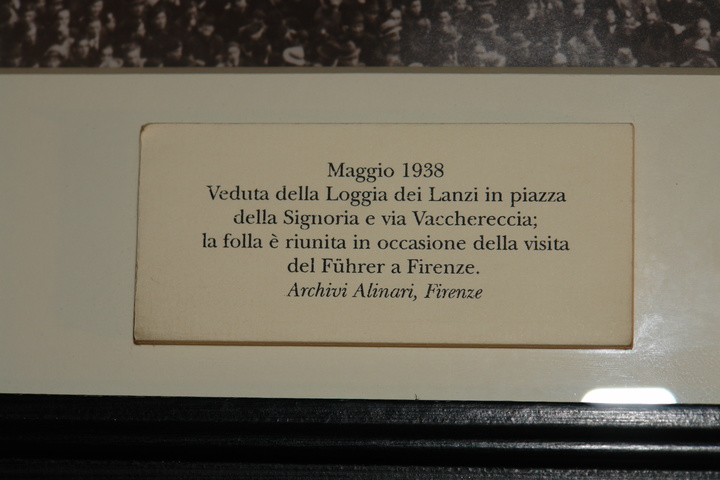 Maggio 1938
Veduta della Loggia dei Lanzi in piazza
della Signoria e via Vacchereccia;
la folla è riunita in occasione della visita
del Führer a Firenze.
Archivi Alinari, Firenze